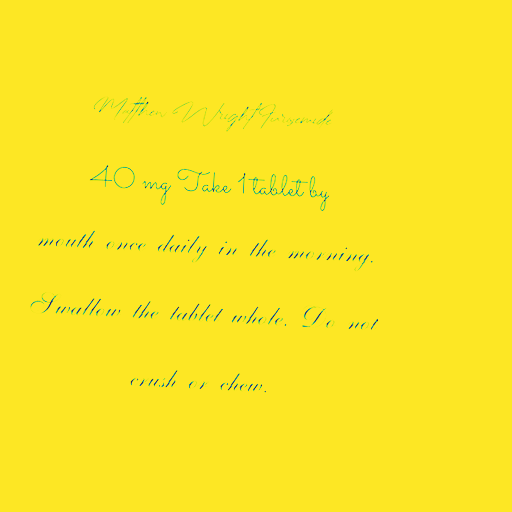 Matthew Wright Furosemide
40 mg Take 1 tablet by
mouth once daily in the morning.
Swallow the tablet whole. Do not
crush or chew.